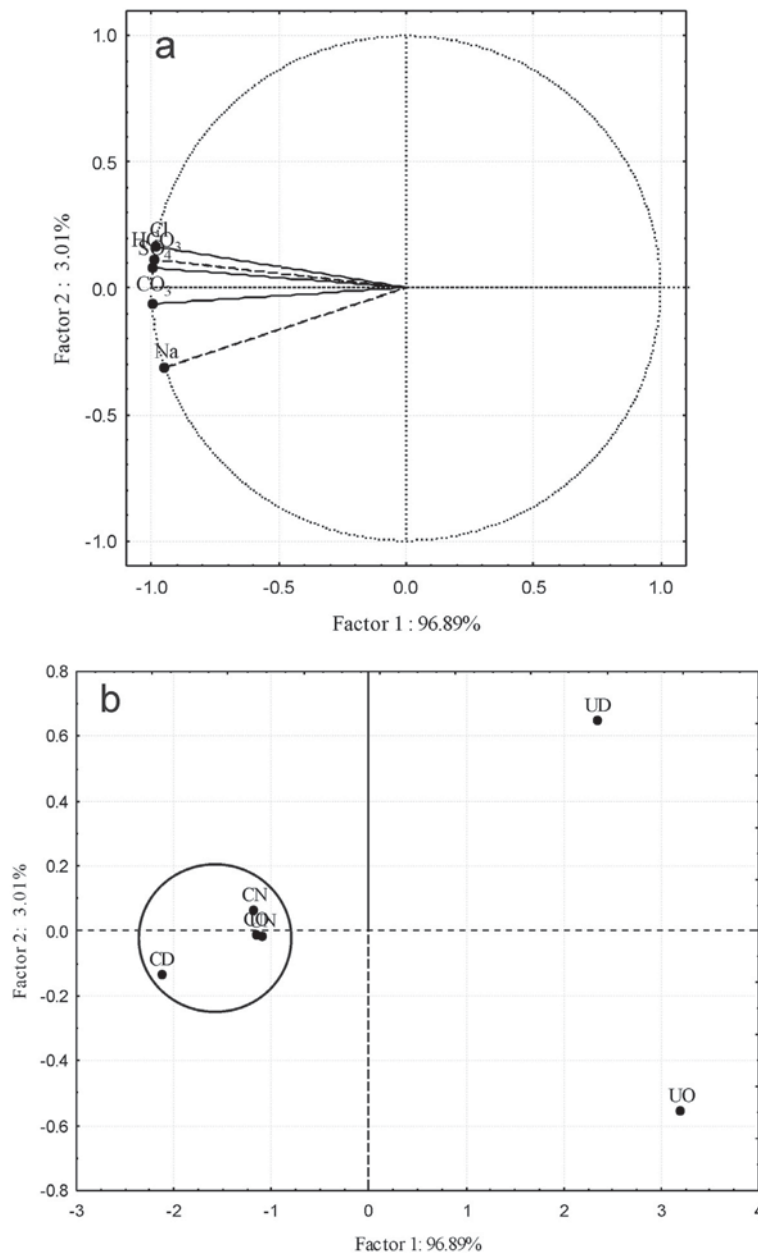 a
1.0
0.5
0.0
-0.5
-1.0
Factor 2 : 3.01%
Cl
HCO₃
SO₄
CO₃
Na
-1.0 -0.5 0.0 0.5 1.0
Factor 1 : 96.89%
b
0.8
0.6
0.4
0.2
0.0
-0.2
-0.4
-0.6
-0.8
Factor 2: 3.01%
UD
CN
CD
UO
-3 -2 -1 0 1 2 3 4
Factor 1: 96.89%